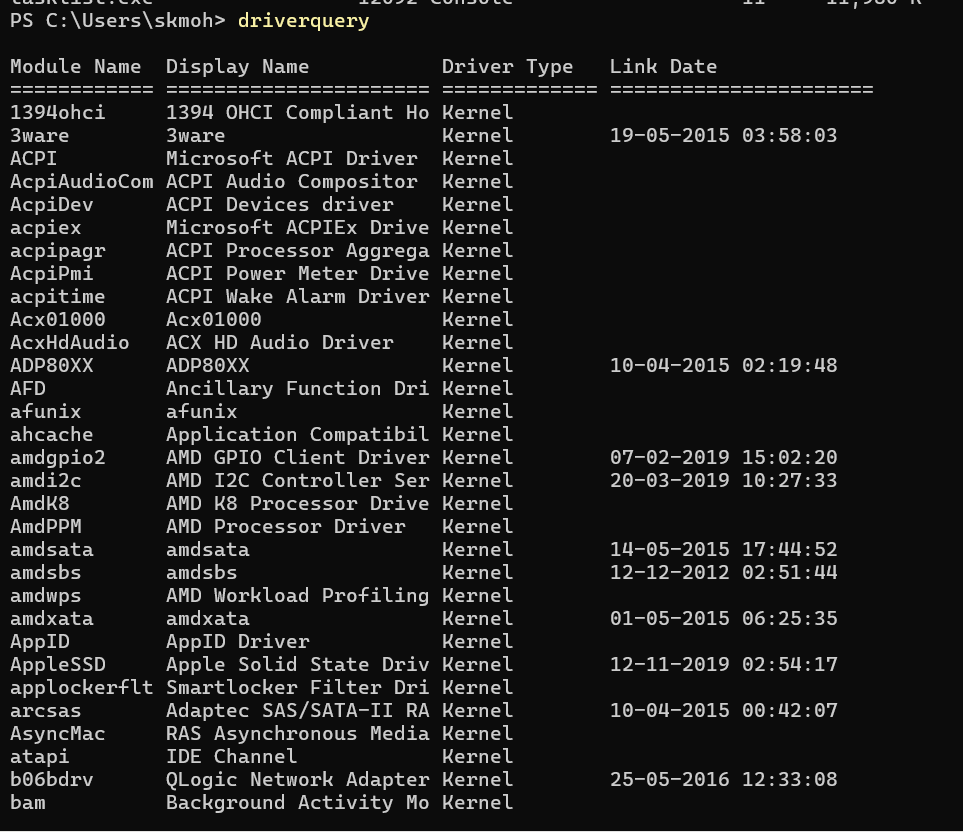 tasklist.exe 12092 Console 11 11,980 K
PS C:\Users\skmoh> driverquery
Module Name Display Name Driver Type Link Date
============ ====================== ============= ======================
1394ohci 1394 OHCI Compliant Ho Kernel
3ware 3ware Kernel 19-05-2015 03:58:03
ACPI Microsoft ACPI Driver Kernel
AcpiAudioCom ACPI Audio Compositor Kernel
AcpiDev ACPI Devices driver Kernel
acpiex Microsoft ACPIEx Drive Kernel
acpipagr ACPI Processor Aggrega Kernel
AcpiPmi ACPI Power Meter Drive Kernel
acpitime ACPI Wake Alarm Driver Kernel
Acx01000 Acx01000 Kernel
AcxHdAudio ACX HD Audio Driver Kernel
ADP80XX ADP80XX Kernel 10-04-2015 02:19:48
AFD Ancillary Function Dri Kernel
afunix afunix Kernel
ahcache Application Compatibil Kernel
amdgpio2 AMD GPIO Client Driver Kernel 07-02-2019 15:02:20
amdi2c AMD I2C Controller Ser Kernel 20-03-2019 10:27:33
AmdK8 AMD K8 Processor Drive Kernel
AmdPPM AMD Processor Driver Kernel
amdsata amdsata Kernel 14-05-2015 17:44:52
amdsbs amdsbs Kernel 12-12-2012 02:51:44
amdwps AMD Workload Profiling Kernel
amdxata amdxata Kernel 01-05-2015 06:25:35
AppID AppID Driver Kernel
AppleSSD Apple Solid State Driv Kernel 12-11-2019 02:54:17
applockerflt Smartlocker Filter Dri Kernel
arcsas Adaptec SAS/SATA-II RA Kernel 10-04-2015 00:42:07
AsyncMac RAS Asynchronous Media Kernel
atapi IDE Channel Kernel
b06bdrv QLogic Network Adapter Kernel 25-05-2016 12:33:08
bam Background Activity Mo Kernel